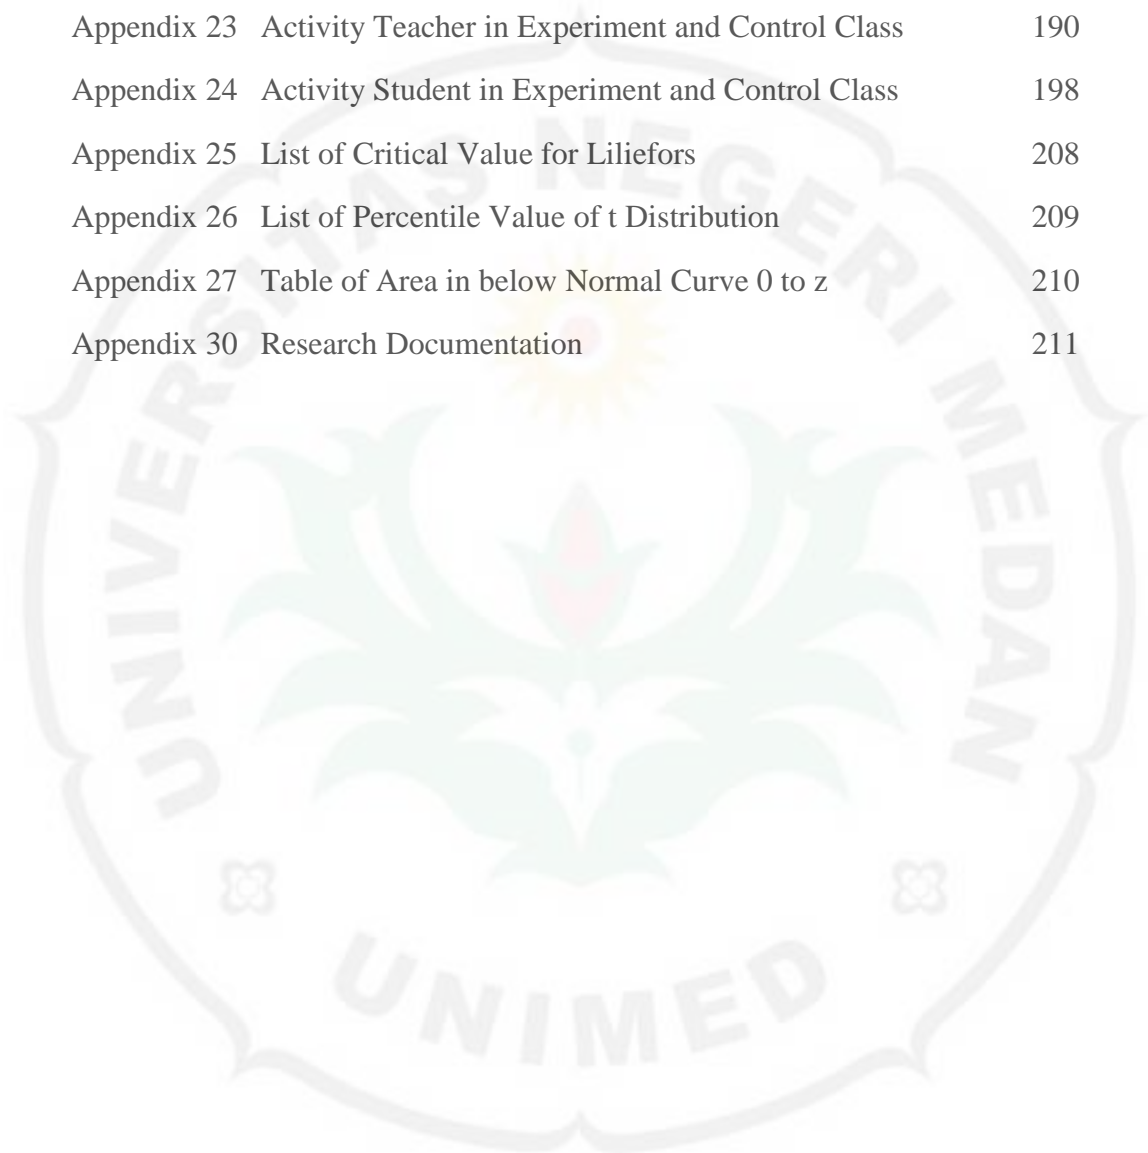 Appendix 23 Activity Teacher in Experiment and Control Class 190
Appendix 24 Activity Student in Experiment and Control Class 198
Appendix 25 List of Critical Value for Liliefors 208
Appendix 26 List of Percentile Value of t Distribution 209
Appendix 27 Table of Area in below Normal Curve 0 to z 210
Appendix 30 Research Documentation 211
UNIVERSITAS NEGERI MEDAN
UNIMED